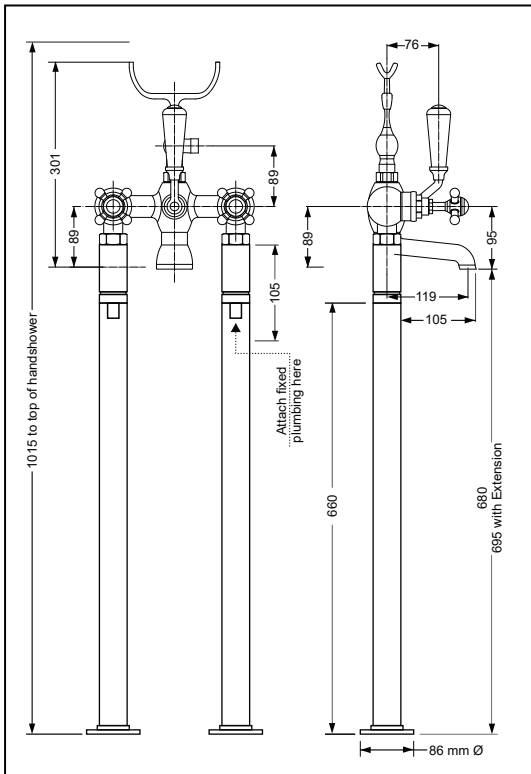 76
301
89
89
89
95
105
119
105
1015 to top of handshower
Attach fixed
plumbing here
660
680
695 with Extension
86 mm Ø